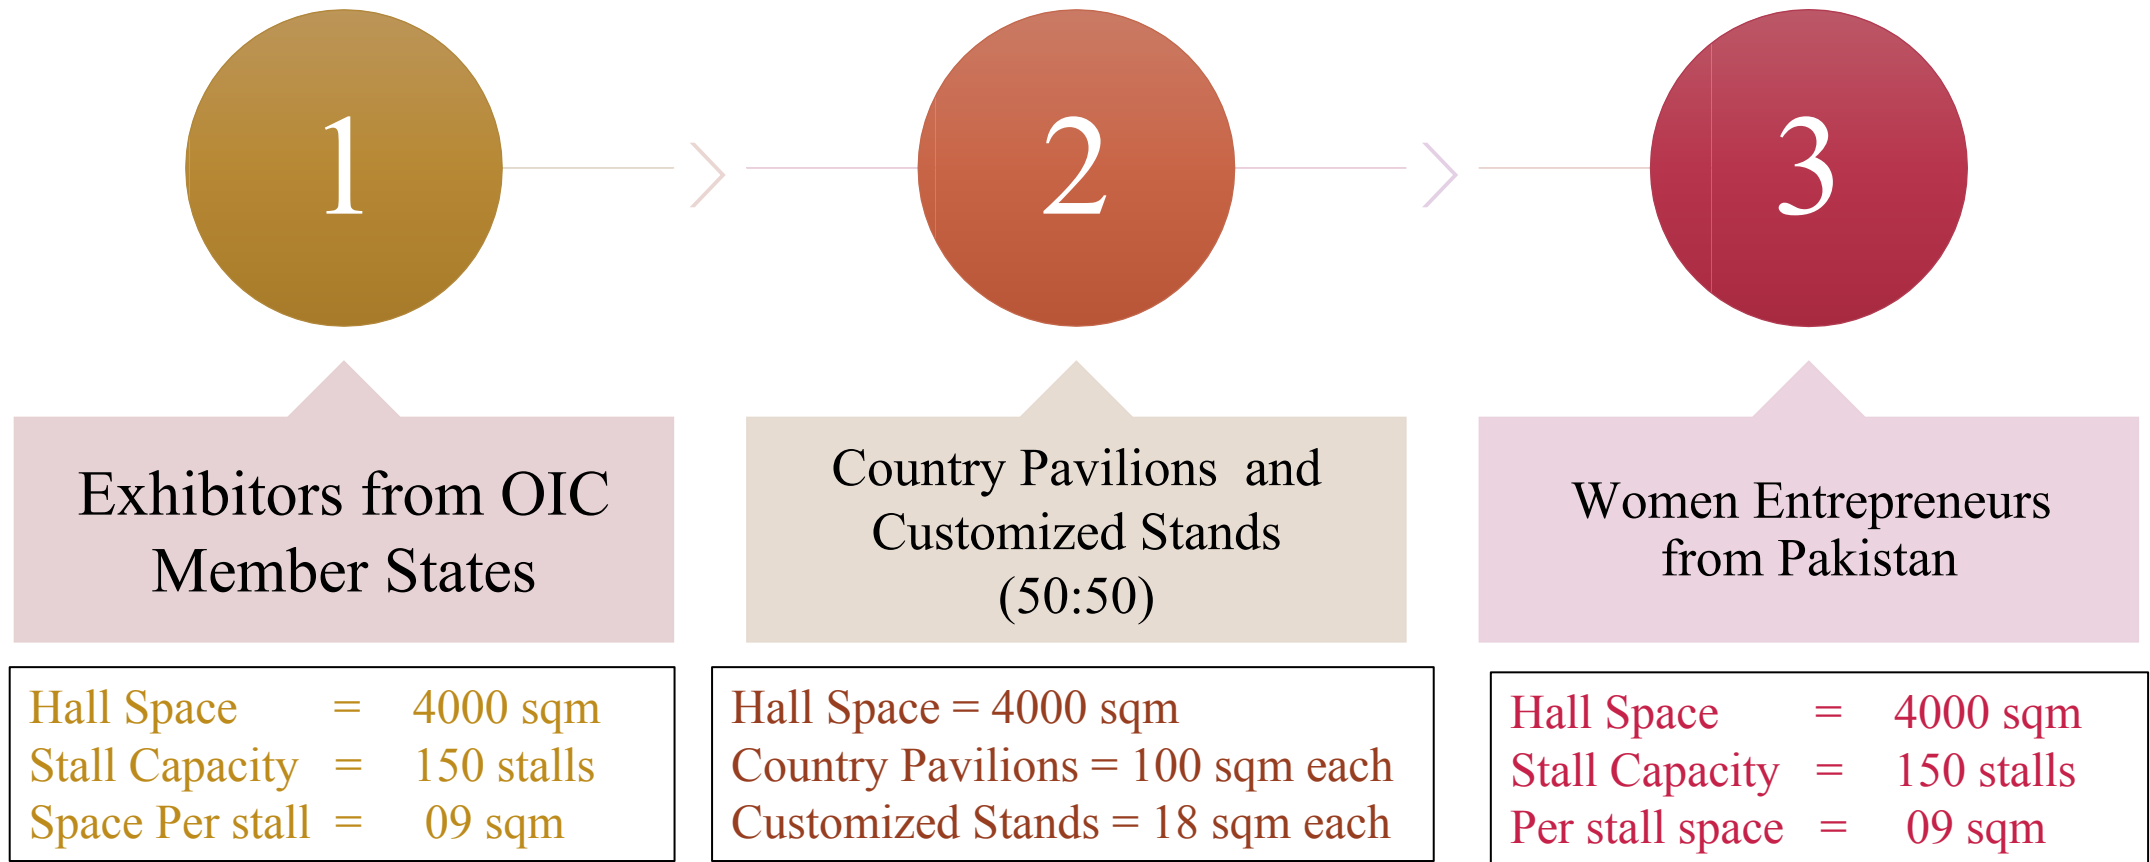 1
2
3
Exhibitors from OIC
Member States
Country Pavilions and
Customized Stands
(50:50)
Women Entrepreneurs
from Pakistan
Hall Space = 4000 sqm
Stall Capacity = 150 stalls
Space Per stall = 09 sqm
Hall Space = 4000 sqm
Country Pavilions = 100 sqm each
Customized Stands = 18 sqm each
Hall Space = 4000 sqm
Stall Capacity = 150 stalls
Per stall space = 09 sqm